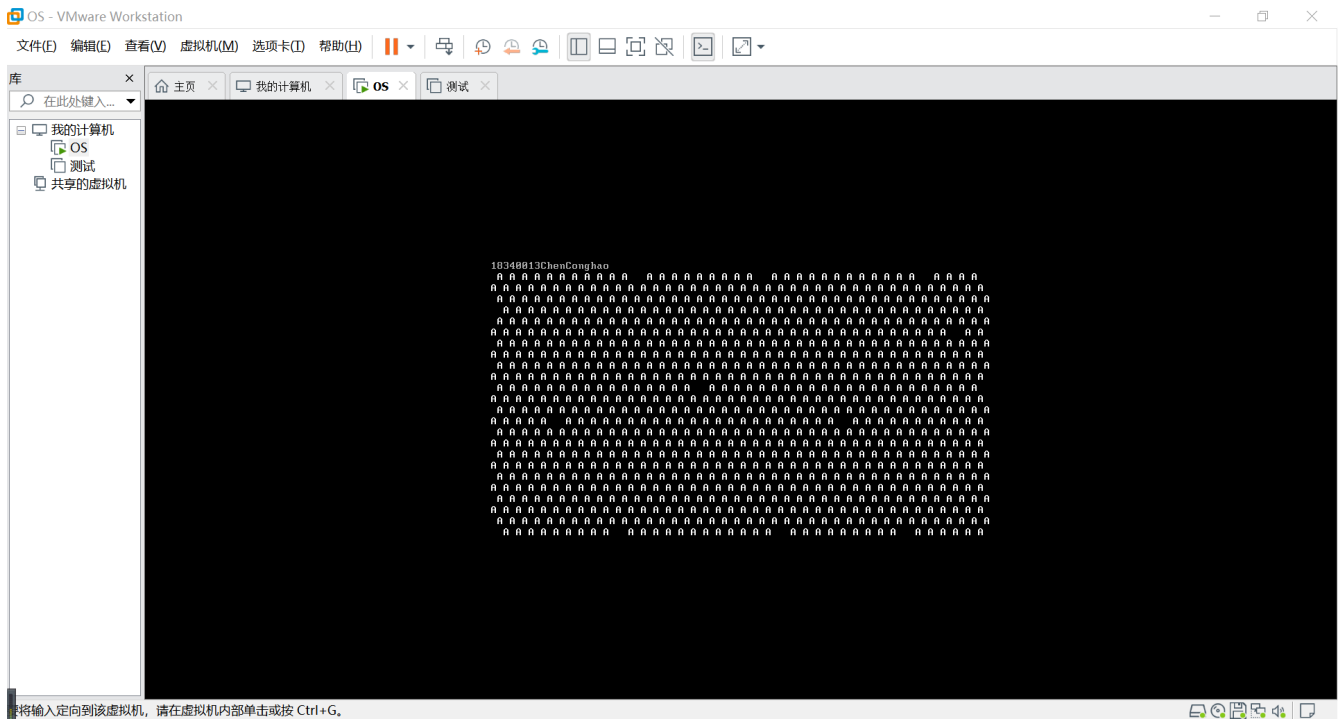 OS - VMware Workstation
文件(F) 编辑(E) 查看(V) 虚拟机(M) 选项卡(T) 帮助(H)
库
主页 我的计算机 OS 测试
在此处键入...
我的计算机
OS
测试
共享的虚拟机
18340013ChenConghao
A A A A A A A A A A A   A A A A A A A A A   A A A A A A A A A A A A   A A A A
A A A A A A A A A A A A A A A A A A A A A A A A A A A A A A A A A A A A A A A A
A A A A A A A A A A A A A A A A A A A A A A A A A A A A A A A A A A A A A A A A
A A A A A A A A A A A A A A A A A A A A A A A A A A A A A A A A A A A A A A A
A A A A A A A A A A A A A A A A A A A A A A A A A A A A A A A A A A A A A A A A
A A A A A A A A A A A A A A A A A A A A A A A A A A A A A A A A A A A A A   A A
A A A A A A A A A A A A A A A A A A A A A A A A A A A A A A A A A A A A A A A A
A A A A A A A A A A A A A A A A A A A A A A A A A A A A A A A A A A A A A A A A
A A A A A A A A A A A A A A A A A A A A A A A A A A A A A A A A A A A A A A A A
A A A A A A A A A A A A A A A A A A A A A A A A A A A A A A A A A A A A A A A A
A A A A A A A A A A A A A A A A   A A A A A A A A A A A A A A A A A A A A A A
A A A A A A A A A A A A A A A A A A A A A A A A A A A A A A A A A A A A A A A A
A A A A A A A A A A A A A A A A A A A A A A A A A A A A A A A A A A A A A A A A
A A A A A   A A A A A A A A A A A A A A A A A A A A A A   A A A A A A A A A A A
A A A A A A A A A A A A A A A A A A A A A A A A A A A A A A A A A A A A A A A A
A A A A A A A A A A A A A A A A A A A A A A A A A A A A A A A A A A A A A A A A
A A A A A A A A A A A A A A A A A A A A A A A A A A A A A A A A A A A A A A A A
A A A A A A A A A A A A A A A A A A A A A A A A A A A A A A A A A A A A A A A A
A A A A A A A A A A A A A A A A A A A A A A A A A A A A A A A A A A A A A A A A
A A A A A A A A A A A A A A A A A A A A A A A A A A A A A A A A A A A A A A A A
A A A A A A A A A A A A A A A A A A A A A A A A A A A A A A A A A A A A A A A A
A A A A A A A A A A A A A A A A A A A A A A A A A A A A A A A A A A A A A A A A
A A A A A A A A A A A A A A A A A A A A A A A A A A A A A A A A A A A A A A A A
A A A A A A A A A   A A A A A A A A A A A A   A A A A A A A A A   A A A A A A
将输入定向到该虚拟机，请在虚拟机内部单击或按 Ctrl+G。